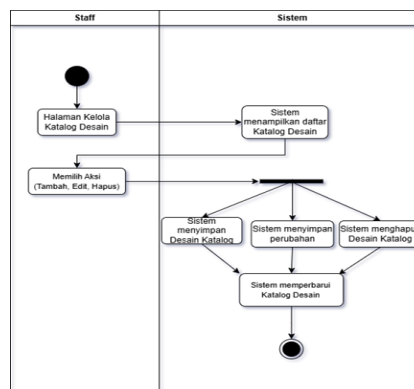 Staff
Sistem
Halaman Kelola
Katalog Desain
Sistem
menampilkan daftar
Katalog Desain
Memilih Aksi
(Tambah, Edit, Hapus)
Sistem
menyimpan
Desain Katalog
Sistem menyimpan
perubahan
Sistem menghapus
Desain Katalog
Sistem memperbarui
Katalog Desain